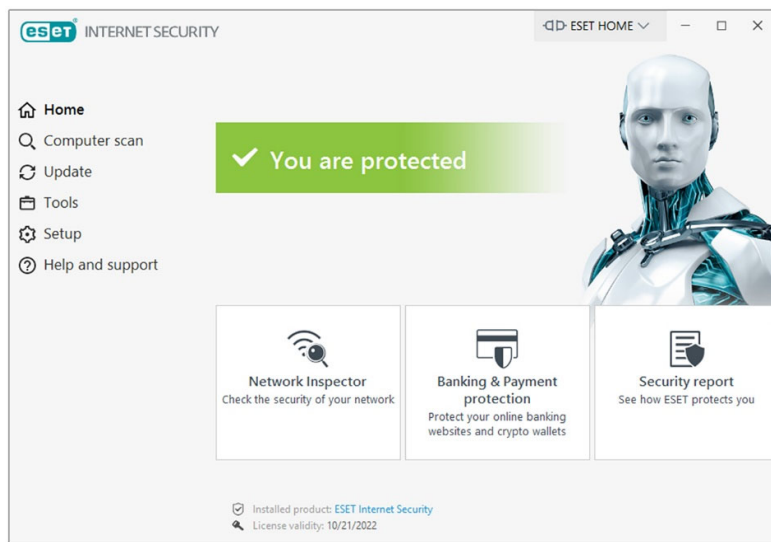 eset INTERNET SECURITY
ESET HOME
Home
Computer scan
Update
Tools
Setup
Help and support
You are protected
Network Inspector
Check the security of your network
Banking & Payment
protection
Protect your online banking
websites and crypto wallets
Security report
See how ESET protects you
Installed product: ESET Internet Security
License validity: 10/21/2022